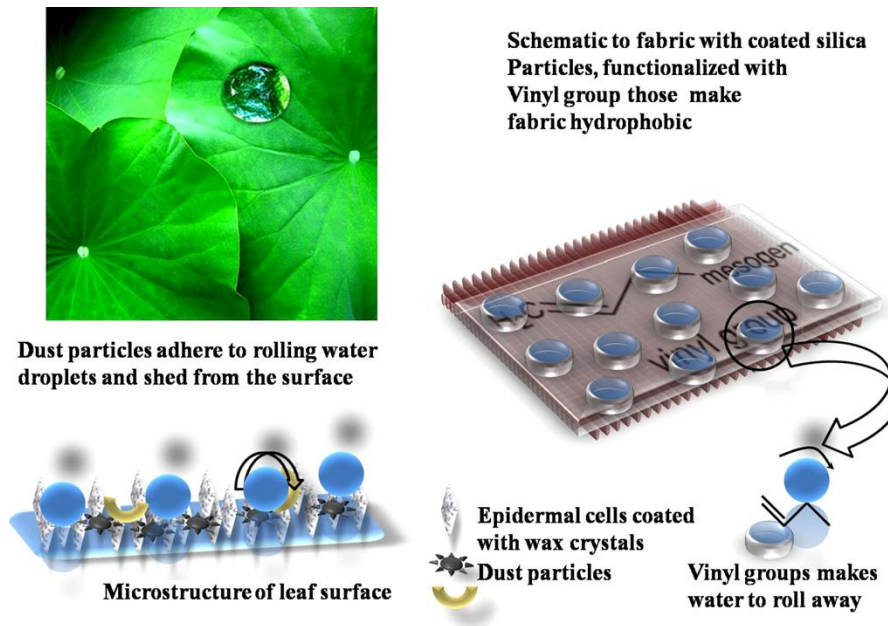 Schematic to fabric with coated silica
Particles, functionalized with
Vinyl group those make
fabric hydrophobic
H₂C
mesogen
vinyl group
Dust particles adhere to rolling water
droplets and shed from the surface
Microstructure of leaf surface
Epidermal cells coated
with wax crystals
Dust particles
Vinyl groups makes
water to roll away